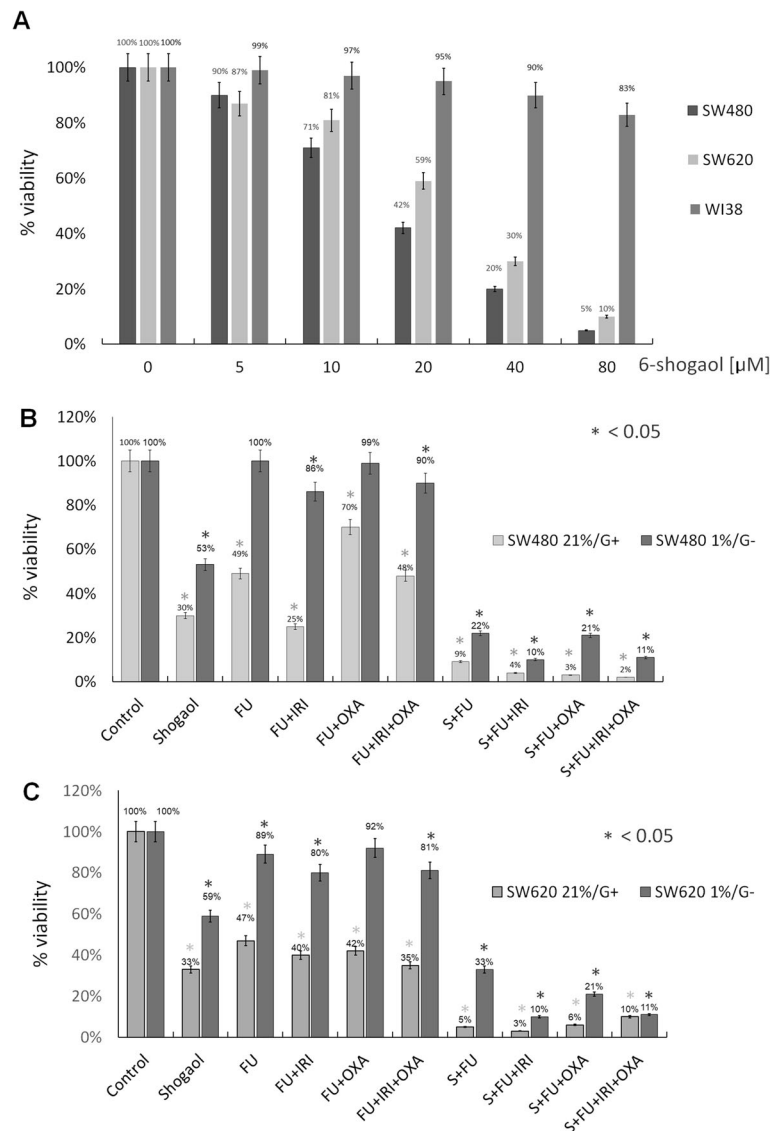 A
100% 100% 100%
90% 87% 99%
71% 81% 97%
42% 59% 95%
20% 30% 90%
5% 10% 83%
100%
80%
60%
40%
20%
0%
% viability
0 5 10 20 40 80 6-shogaol [µM]
SW480
SW620
WI38
B
* < 0.05
120%
100%
80%
60%
40%
20%
0%
% viability
100% 100%
* 30% * 53%
* 49% 100%
* 25% * 86%
* 70% 99%
* 48% * 90%
* 9% * 22%
* 4% * 10%
* 3% * 21%
* 2% * 11%
SW480 21%/G+ SW480 1%/G-
Control
Shogaol
FU
FU+IRI
FU+OXA
FU+IRI+OXA
S+FU
S+FU+IRI
S+FU+OXA
S+FU+IRI+OXA
C
* < 0.05
120%
100%
80%
60%
40%
20%
0%
% viability
100% 100%
* 33% * 59%
* 47% * 89%
* 40% * 80%
* 42% 92%
* 35% * 81%
* 5% * 33%
* 3% * 10%
* 6% * 21%
* 10% * 11%
SW620 21%/G+ SW620 1%/G-
Control
Shogaol
FU
FU+IRI
FU+OXA
FU+IRI+OXA
S+FU
S+FU+IRI
S+FU+OXA
S+FU+IRI+OXA